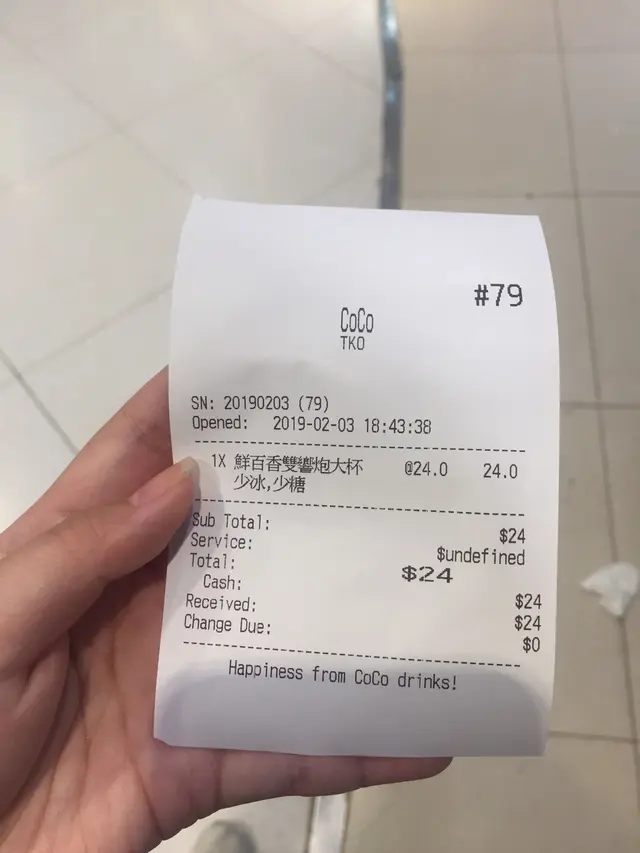 #79
CoCo
TKO
SN: 20190203 (79)
Opened: 2019-02-03 18:43:38
1X 鮮百香雙響炮大杯 @24.0 24.0
少冰,少糖
Sub Total: $24
Service: $undefined
Total: $24
Cash: $24
Received: $24
Change Due: $0
Happiness from CoCo drinks!